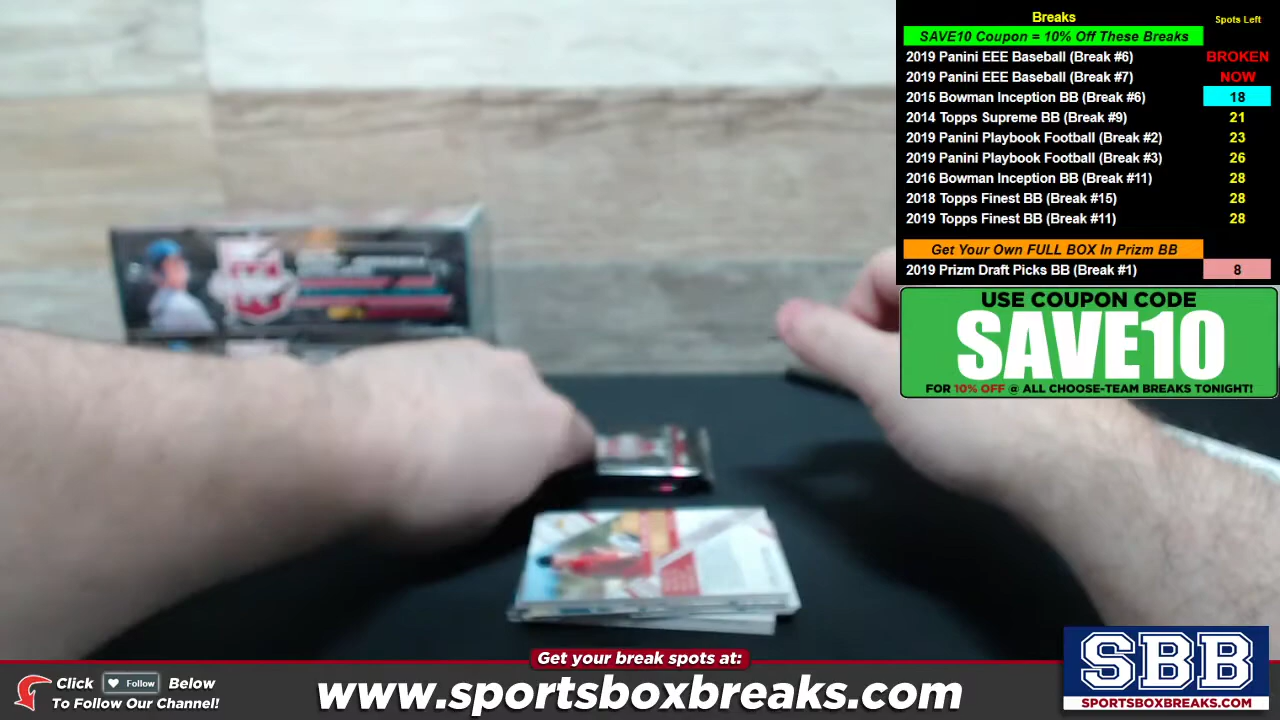 Breaks
Spots Left
SAVE10 Coupon = 10% Off These Breaks
2019 Panini EEE Baseball (Break #6) BROKEN
2019 Panini EEE Baseball (Break #7) NOW
2015 Bowman Inception BB (Break #6) 18
2014 Topps Supreme BB (Break #9) 21
2019 Panini Playbook Football (Break #2) 23
2019 Panini Playbook Football (Break #3) 26
2016 Bowman Inception BB (Break #11) 28
2018 Topps Finest BB (Break #15) 28
2019 Topps Finest BB (Break #11) 28
Get Your Own FULL BOX In Prizm BB
2019 Prizm Draft Picks BB (Break #1) 8
USE COUPON CODE
SAVE10
FOR 10% OFF @ ALL CHOOSE-TEAM BREAKS TONIGHT!
Get your break spots at:
Click Follow Below
To Follow Our Channel!
www.sportsboxbreaks.com
SBB
SPORTSBOXBREAKS.COM